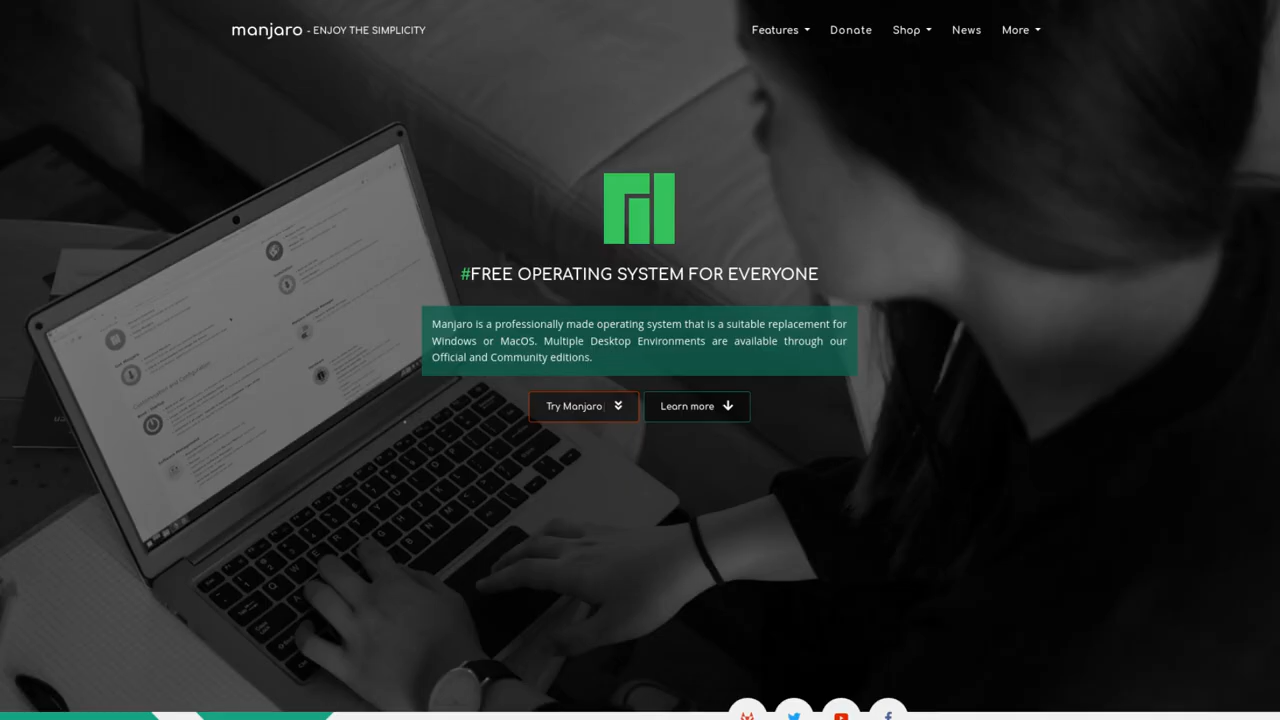 manjaro - ENJOY THE SIMPLICITY
Features Donate Shop News More
#FREE OPERATING SYSTEM FOR EVERYONE
Manjaro is a professionally made operating system that is a suitable replacement for
Windows or MacOS. Multiple Desktop Environments are available through our
Official and Community editions.
Try Manjaro Learn more